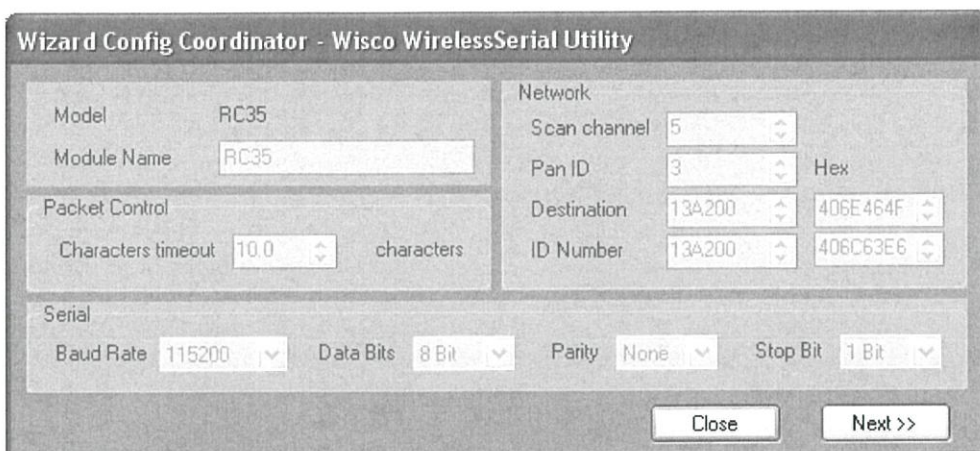 Wizard Config Coordinator - Wisco WirelessSerial Utility
Model RC35
Module Name RC35
Packet Control
Characters timeout 10.0 characters
Network
Scan channel 5
Pan ID 3 Hex
Destination 13A200 406E464F
ID Number 13A200 406C63E6
Serial
Baud Rate 115200 Data Bits 8 Bit Parity None Stop Bit 1 Bit
Close Next >>